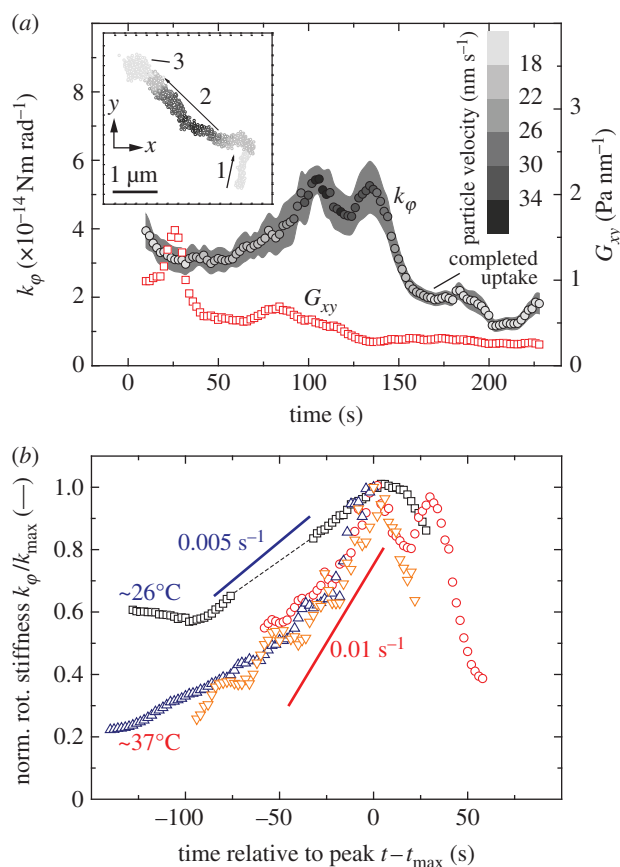 (a)
3
2
1
y
x
1 µm
particle velocity (nm s⁻¹)
18
22
26
30
34
k_φ
G_xy
completed
uptake
k_φ (×10⁻¹⁴ Nm rad⁻¹)
8
6
4
2
0
G_xy (Pa nm⁻¹)
3
2
1
0
0 50 100 150 200 250
time (s)
(b)
norm. rot. stiffness k_φ/k_max (—)
1.0
0.8
0.6
0.4
0.2
0
0.005 s⁻¹
~26°C
0.01 s⁻¹
~37°C
−100 −50 0 50
time relative to peak t–t_max (s)